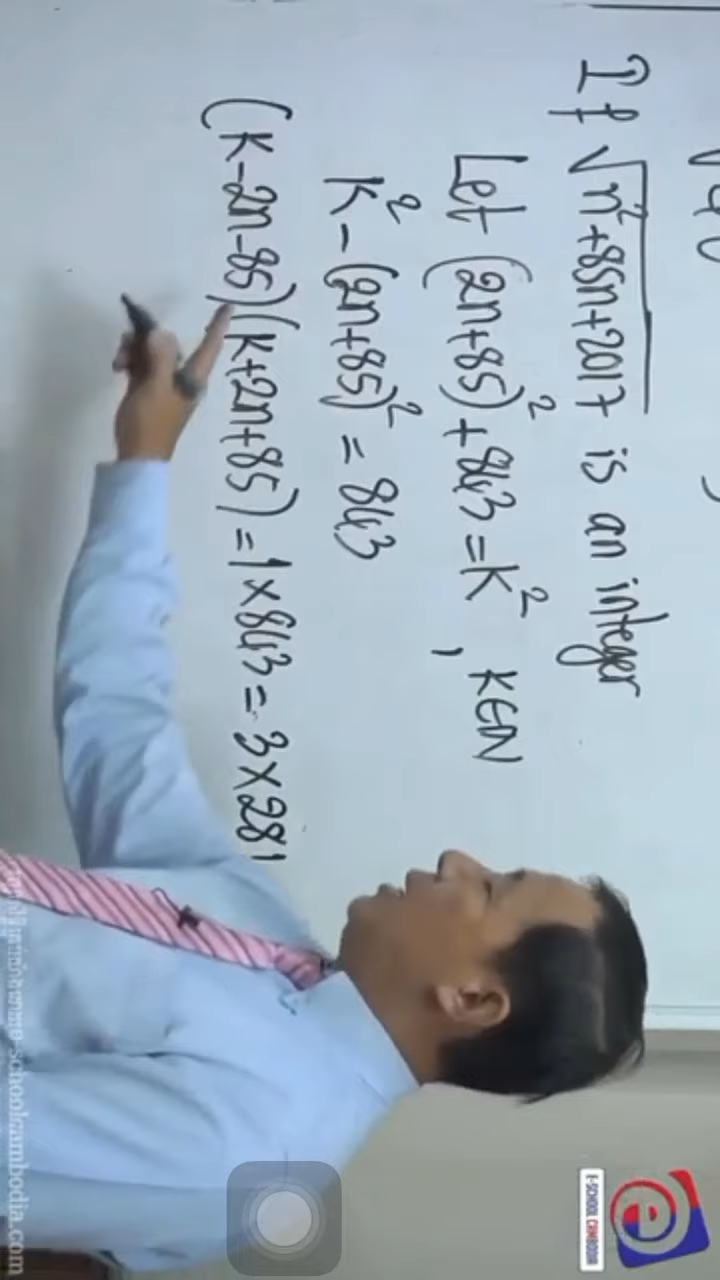 If √n²+85n+2017 is an integer
Let (2n+85)²+843=k², k∈N
k²-(2n+85)²=843
(k-2n-85)(k+2n+85)=1×843=3×281
E-SCHOOL CAMBODIA